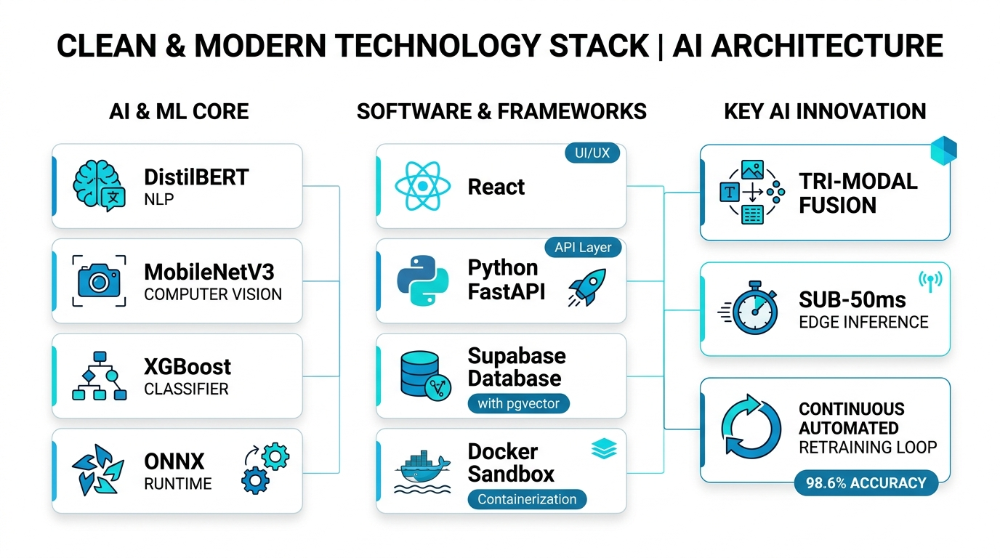 CLEAN & MODERN TECHNOLOGY STACK | AI ARCHITECTURE
AI & ML CORE
DistilBERT
NLP
文
MobileNetV3
COMPUTER VISION
XGBoost
CLASSIFIER
ONNX
RUNTIME
SOFTWARE & FRAMEWORKS
UI/UX
React
API Layer
Python
FastAPI
Supabase
Database
with pgvector
Docker
Sandbox
Containerization
KEY AI INNOVATION
T
TRI-MODAL
FUSION
SUB-50ms
EDGE INFERENCE
CONTINUOUS
AUTOMATED
RETRAINING LOOP
98.6% ACCURACY